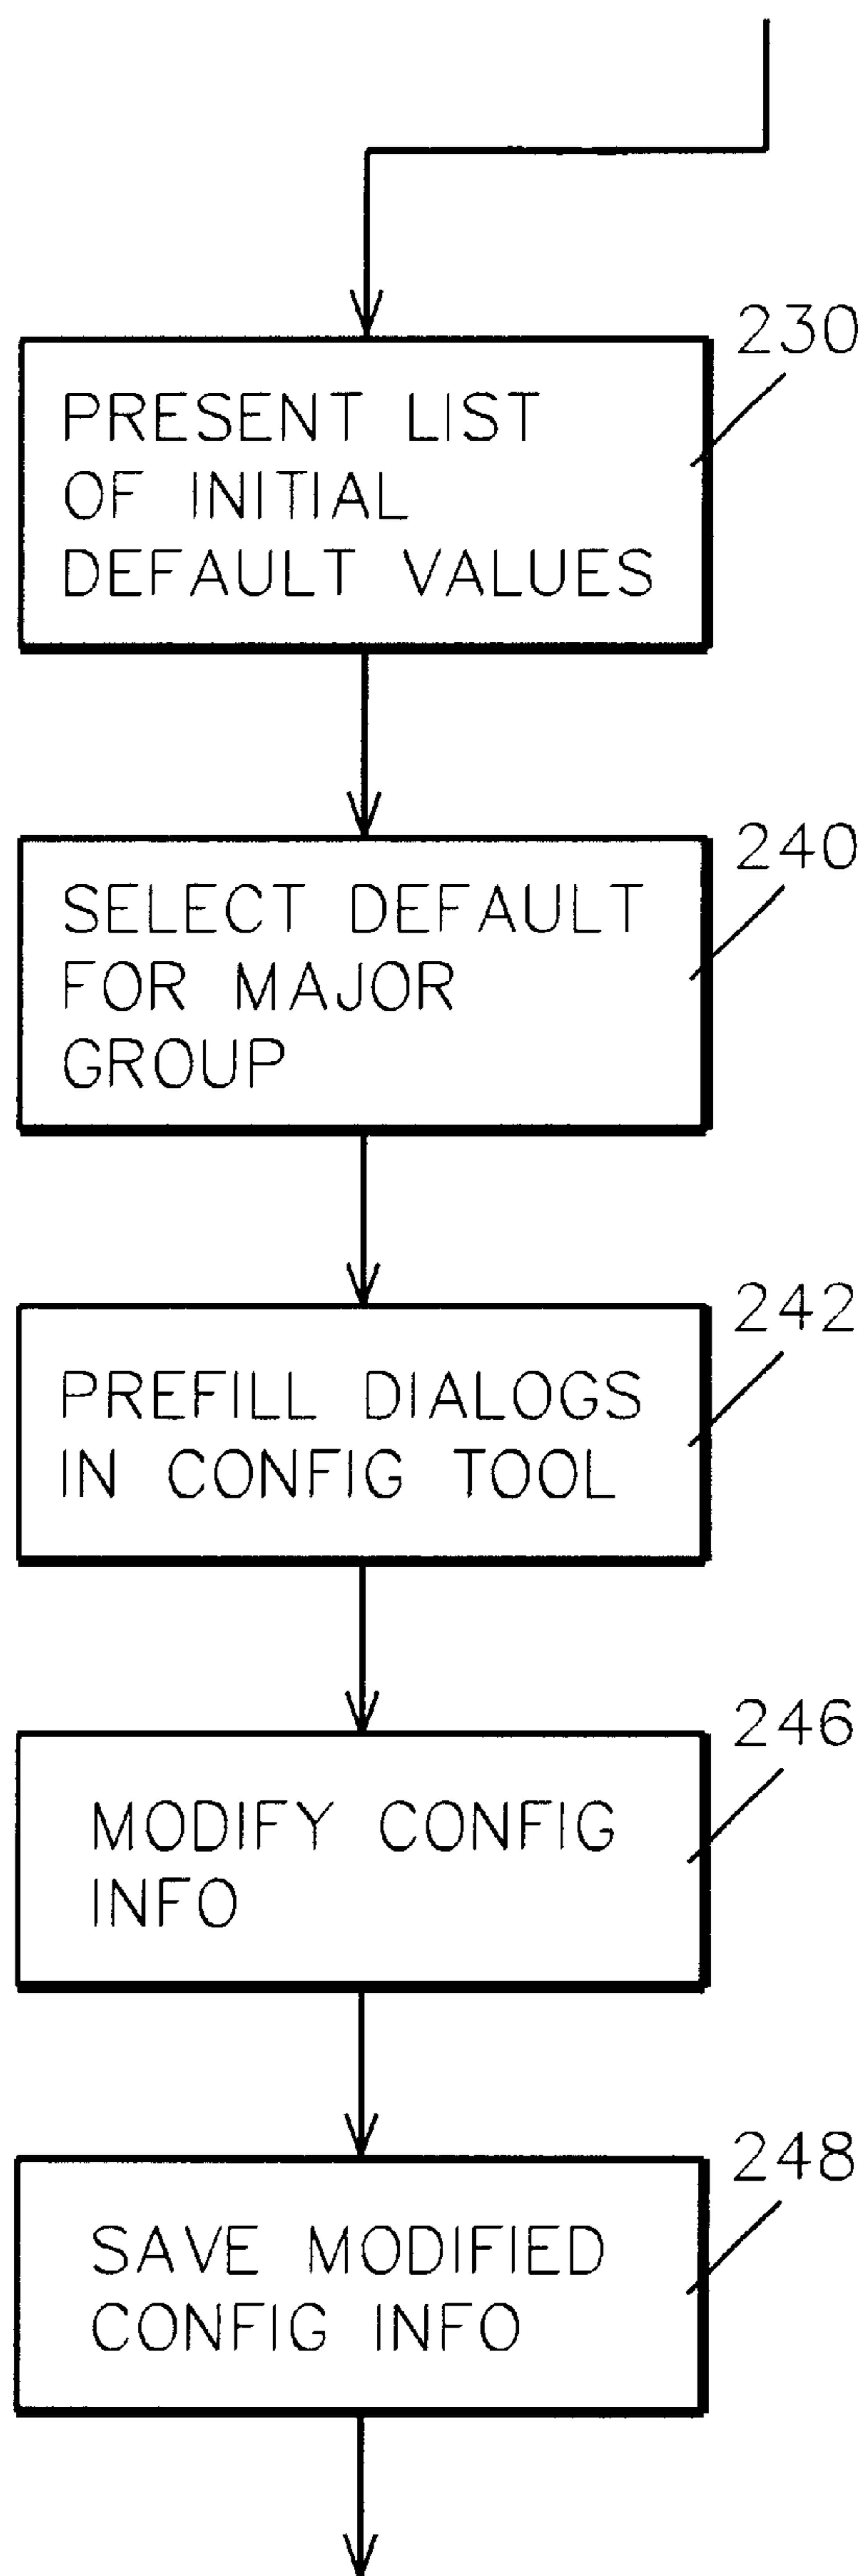 230
PRESENT LIST
OF INITIAL
DEFAULT VALUES
240
SELECT DEFAULT
FOR MAJOR
GROUP
242
PREFILL DIALOGS
IN CONFIG TOOL
246
MODIFY CONFIG
INFO
248
SAVE MODIFIED
CONFIG INFO